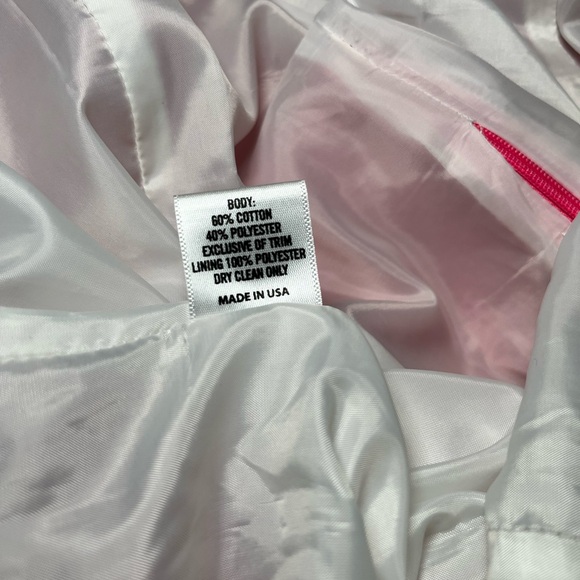 BODY:
60% COTTON
40% POLYESTER
EXCLUSIVE OF TRIM
LINING 100% POLYESTER
DRY CLEAN ONLY
MADE IN USA